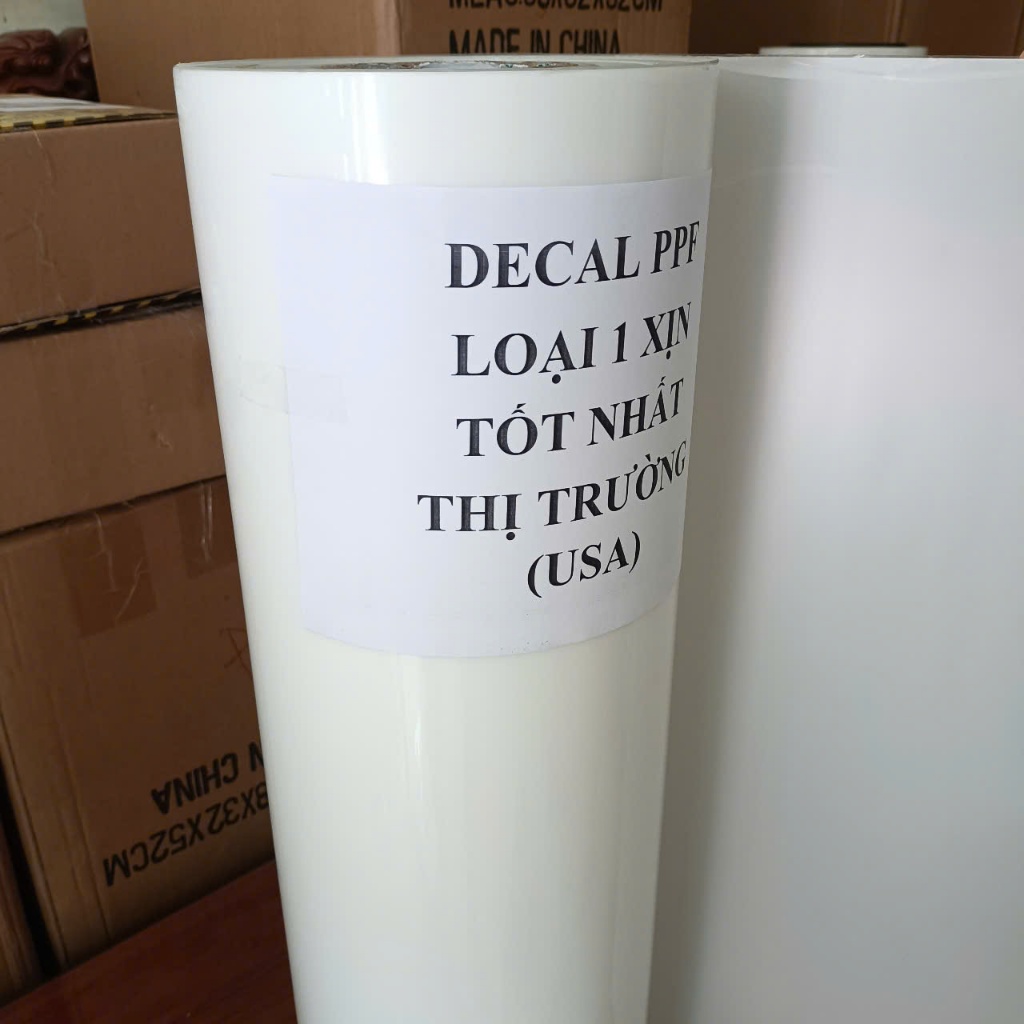 MADE IN CHINA
DECAL PPF
LOẠI 1 XỊN
TỐT NHẤT
THỊ TRƯỜNG
(USA)
N CHINA
8X32X52CM